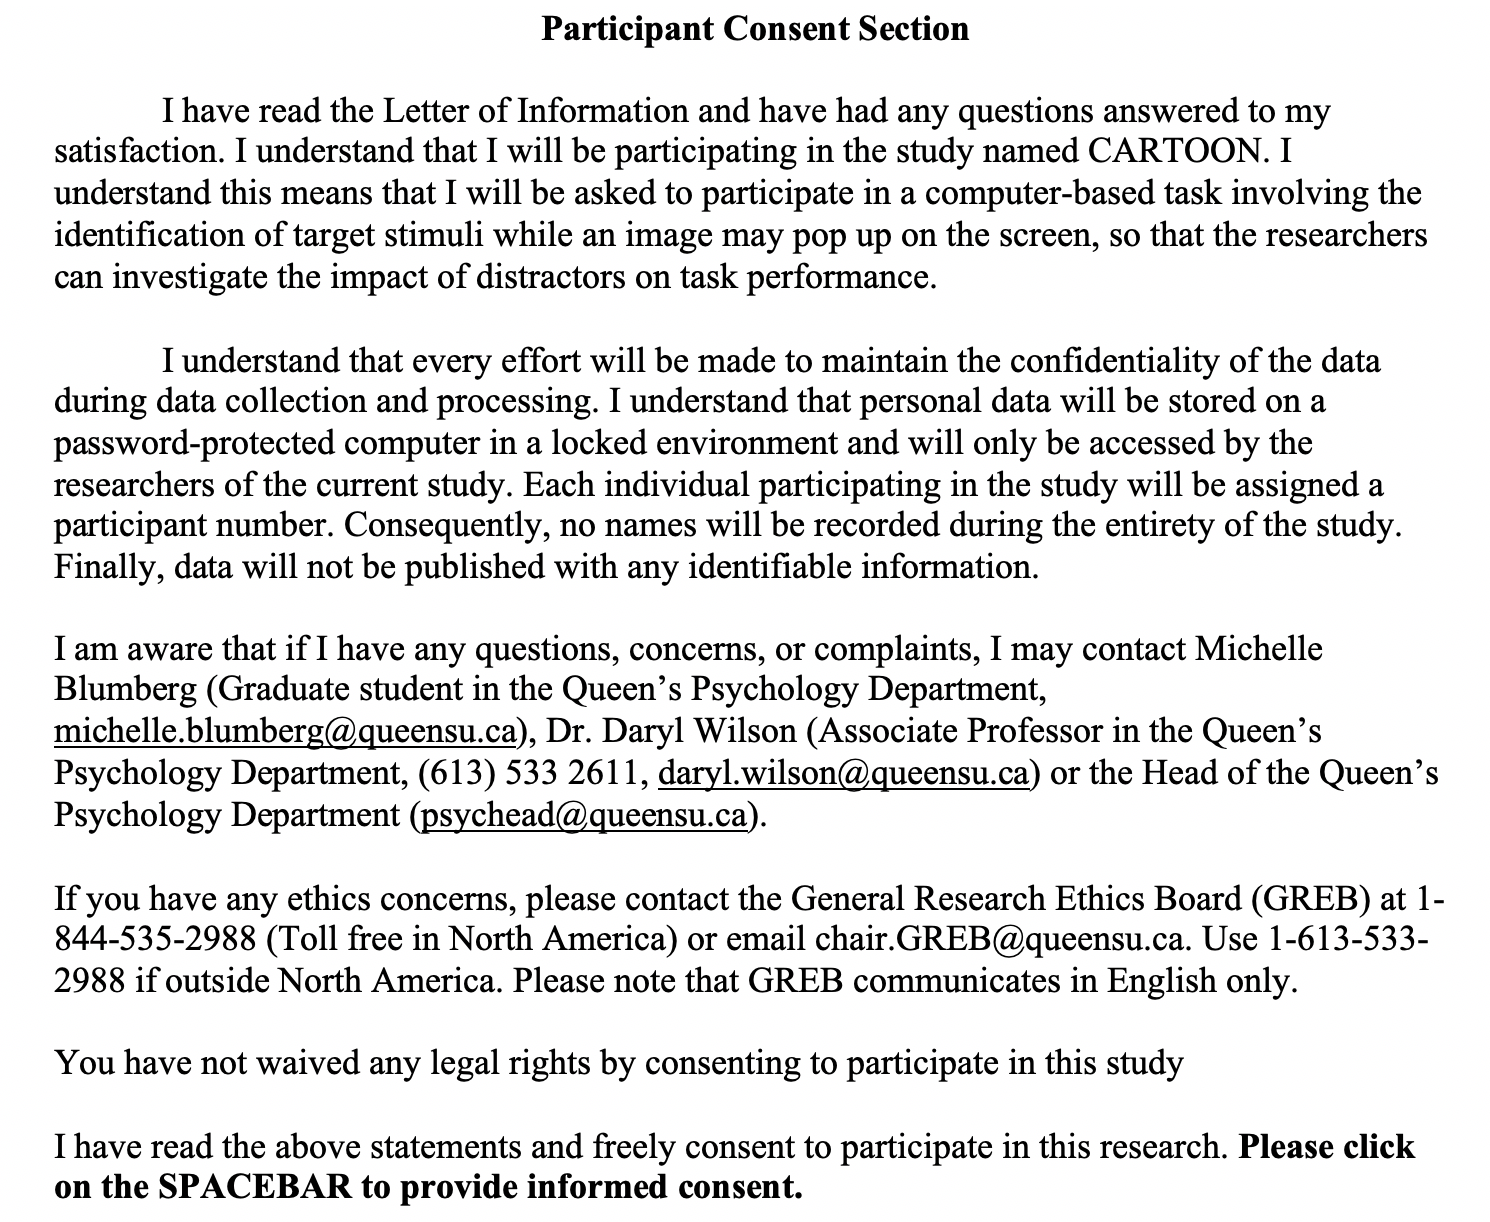 Participant Consent Section
I have read the Letter of Information and have had any questions answered to my
satisfaction. I understand that I will be participating in the study named CARTOON. I
understand this means that I will be asked to participate in a computer-based task involving the
identification of target stimuli while an image may pop up on the screen, so that the researchers
can investigate the impact of distractors on task performance.
I understand that every effort will be made to maintain the confidentiality of the data
during data collection and processing. I understand that personal data will be stored on a
password-protected computer in a locked environment and will only be accessed by the
researchers of the current study. Each individual participating in the study will be assigned a
participant number. Consequently, no names will be recorded during the entirety of the study.
Finally, data will not be published with any identifiable information.
I am aware that if I have any questions, concerns, or complaints, I may contact Michelle
Blumberg (Graduate student in the Queen’s Psychology Department,
michelle.blumberg@queensu.ca), Dr. Daryl Wilson (Associate Professor in the Queen’s
Psychology Department, (613) 533 2611, daryl.wilson@queensu.ca) or the Head of the Queen’s
Psychology Department (psychead@queensu.ca).
If you have any ethics concerns, please contact the General Research Ethics Board (GREB) at 1-
844-535-2988 (Toll free in North America) or email chair.GREB@queensu.ca. Use 1-613-533-
2988 if outside North America. Please note that GREB communicates in English only.
You have not waived any legal rights by consenting to participate in this study
I have read the above statements and freely consent to participate in this research. Please click
on the SPACEBAR to provide informed consent.